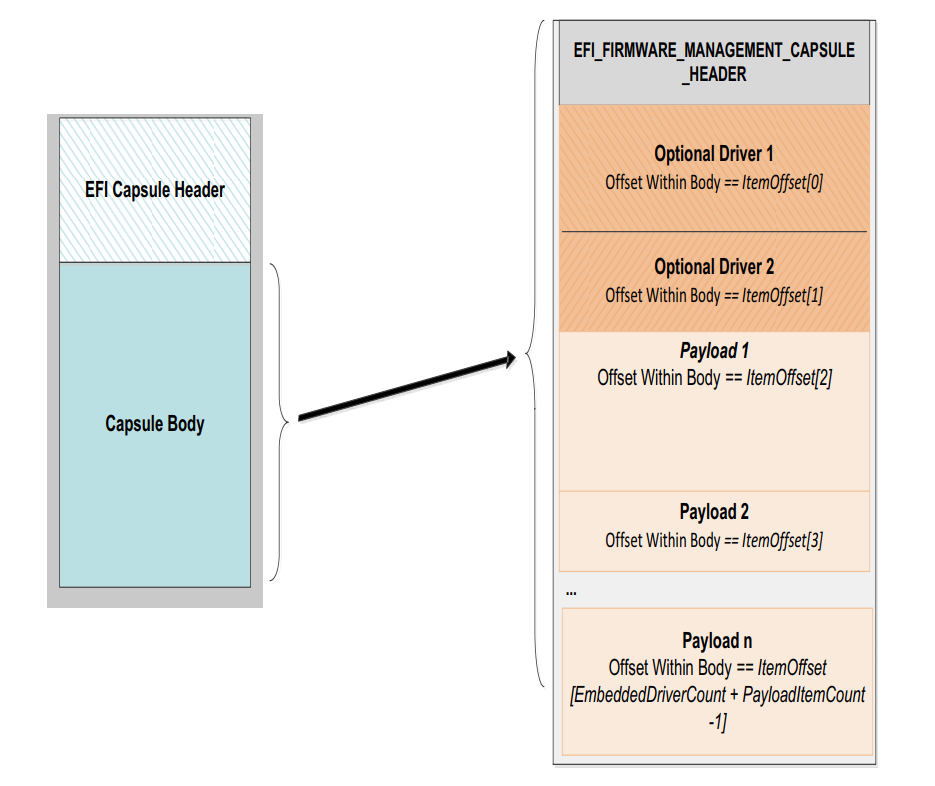 EFI Capsule Header
Capsule Body
EFI_FIRMWARE_MANAGEMENT_CAPSULE
_HEADER
Optional Driver 1
Offset Within Body == ItemOffset[0]
Optional Driver 2
Offset Within Body == ItemOffset[1]
Payload 1
Offset Within Body == ItemOffset[2]
Payload 2
Offset Within Body == ItemOffset[3]
...
Payload n
Offset Within Body == ItemOffset
[EmbeddedDriverCount + PayloadItemCount
-1]